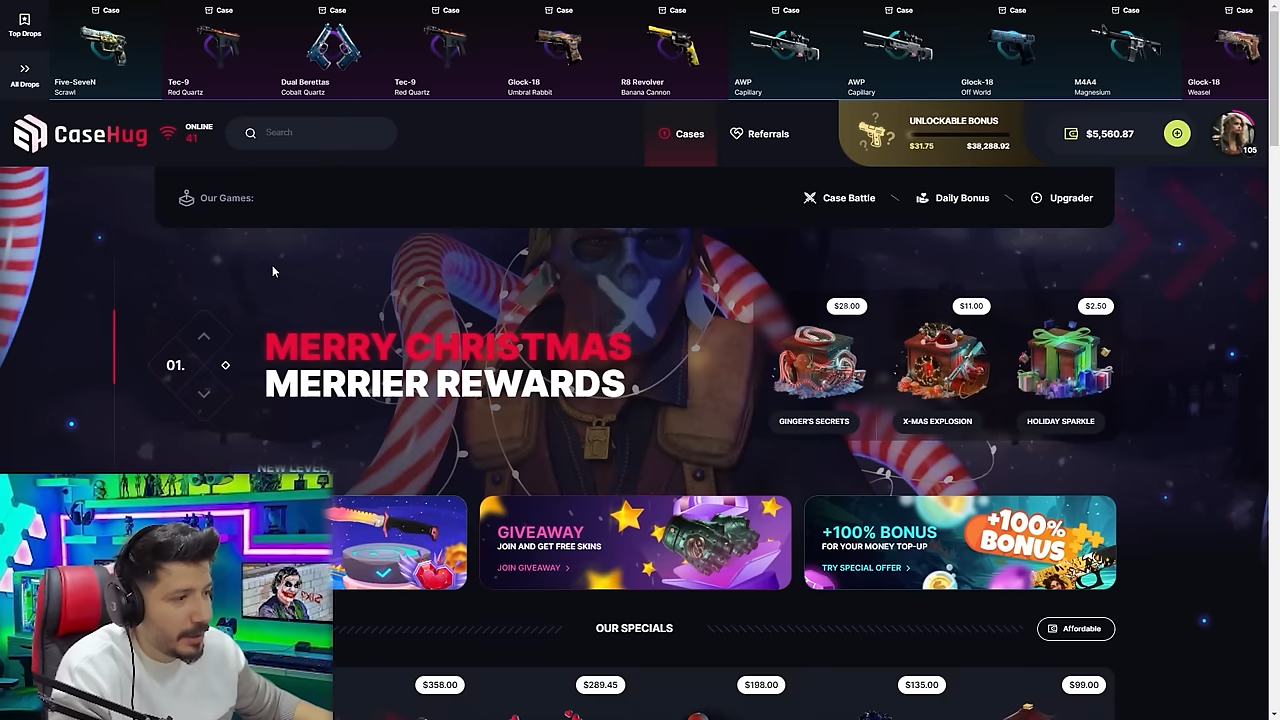 Top Drops
All Drops
Case
Five-SeveN
Scrawl
Case
Tec-9
Red Quartz
Case
Dual Berettas
Cobalt Quartz
Case
Tec-9
Red Quartz
Case
Glock-18
Umbral Rabbit
Case
R8 Revolver
Banana Cannon
Case
AWP
Capillary
Case
AWP
Capillary
Case
Glock-18
Off World
Case
M4A4
Magnesium
Case
Glock-18
Weasel
CaseHug
ONLINE
41
Search
Cases
Referrals
UNLOCKABLE BONUS
$31.75
$38,288.92
$5,560.87
105
Our Games:
Case Battle
Daily Bonus
Upgrader
01.
MERRY CHRISTMAS
MERRIER REWARDS
$28.00
GINGER'S SECRETS
$11.00
X-MAS EXPLOSION
$2.50
HOLIDAY SPARKLE
NEW LEVEL,
GIVEAWAY
JOIN AND GET FREE SKINS
JOIN GIVEAWAY >
+100% BONUS
FOR YOUR MONEY TOP-UP
TRY SPECIAL OFFER >
+100%
BONUS
OUR SPECIALS
Affordable
$358.00
$289.45
$198.00
$135.00
$99.00